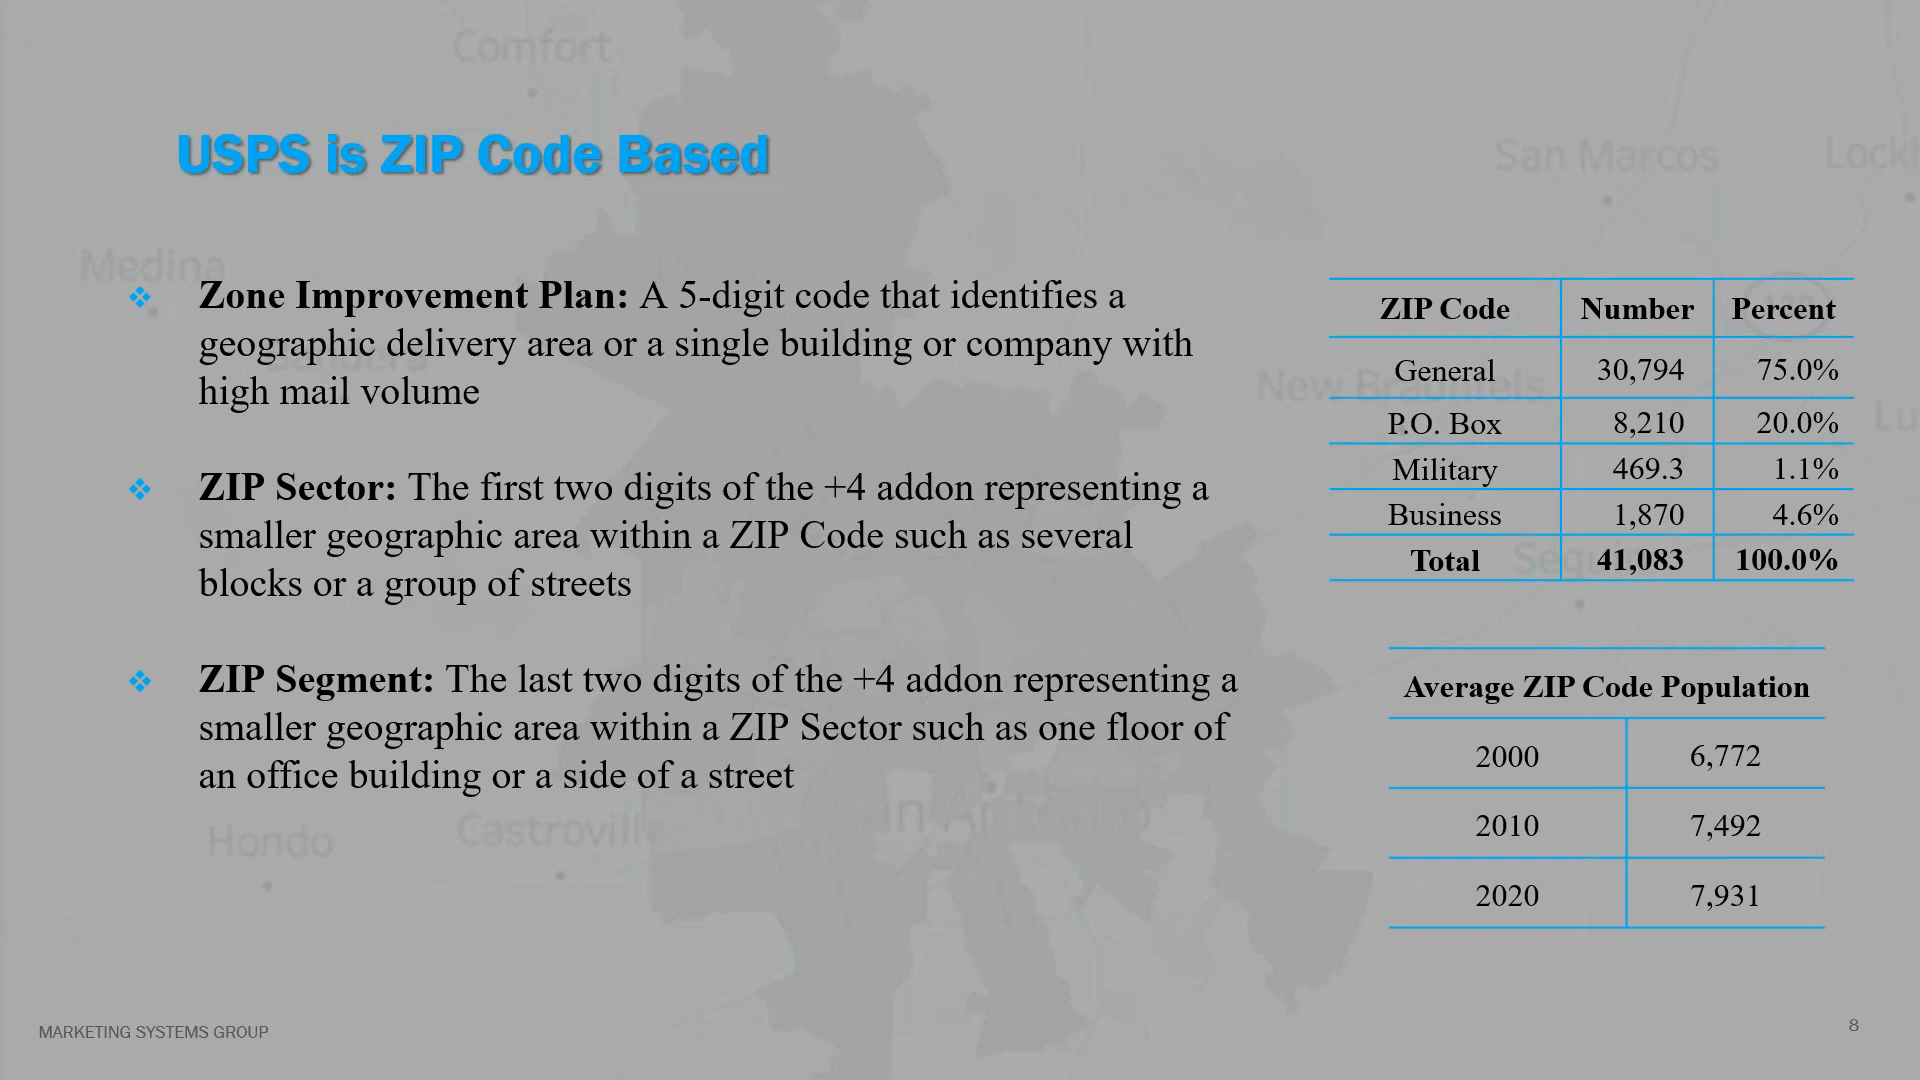 Comfort
San Marcos
Lockh
USPS is ZIP Code Based
Medina
❖ Zone Improvement Plan: A 5-digit code that identifies a
geographic delivery area or a single building or company with
high mail volume
New Braunfels
Lu
❖ ZIP Sector: The first two digits of the +4 addon representing a
smaller geographic area within a ZIP Code such as several
blocks or a group of streets
❖ ZIP Segment: The last two digits of the +4 addon representing a
smaller geographic area within a ZIP Sector such as one floor of
an office building or a side of a street
Hondo
Castroville
San Antonio
ZIP Code Number Percent
General 30,794 75.0%
P.O. Box 8,210 20.0%
Military 469.3 1.1%
Business 1,870 4.6%
Total 41,083 100.0%
Average ZIP Code Population
2000 6,772
2010 7,492
2020 7,931
MARKETING SYSTEMS GROUP
8